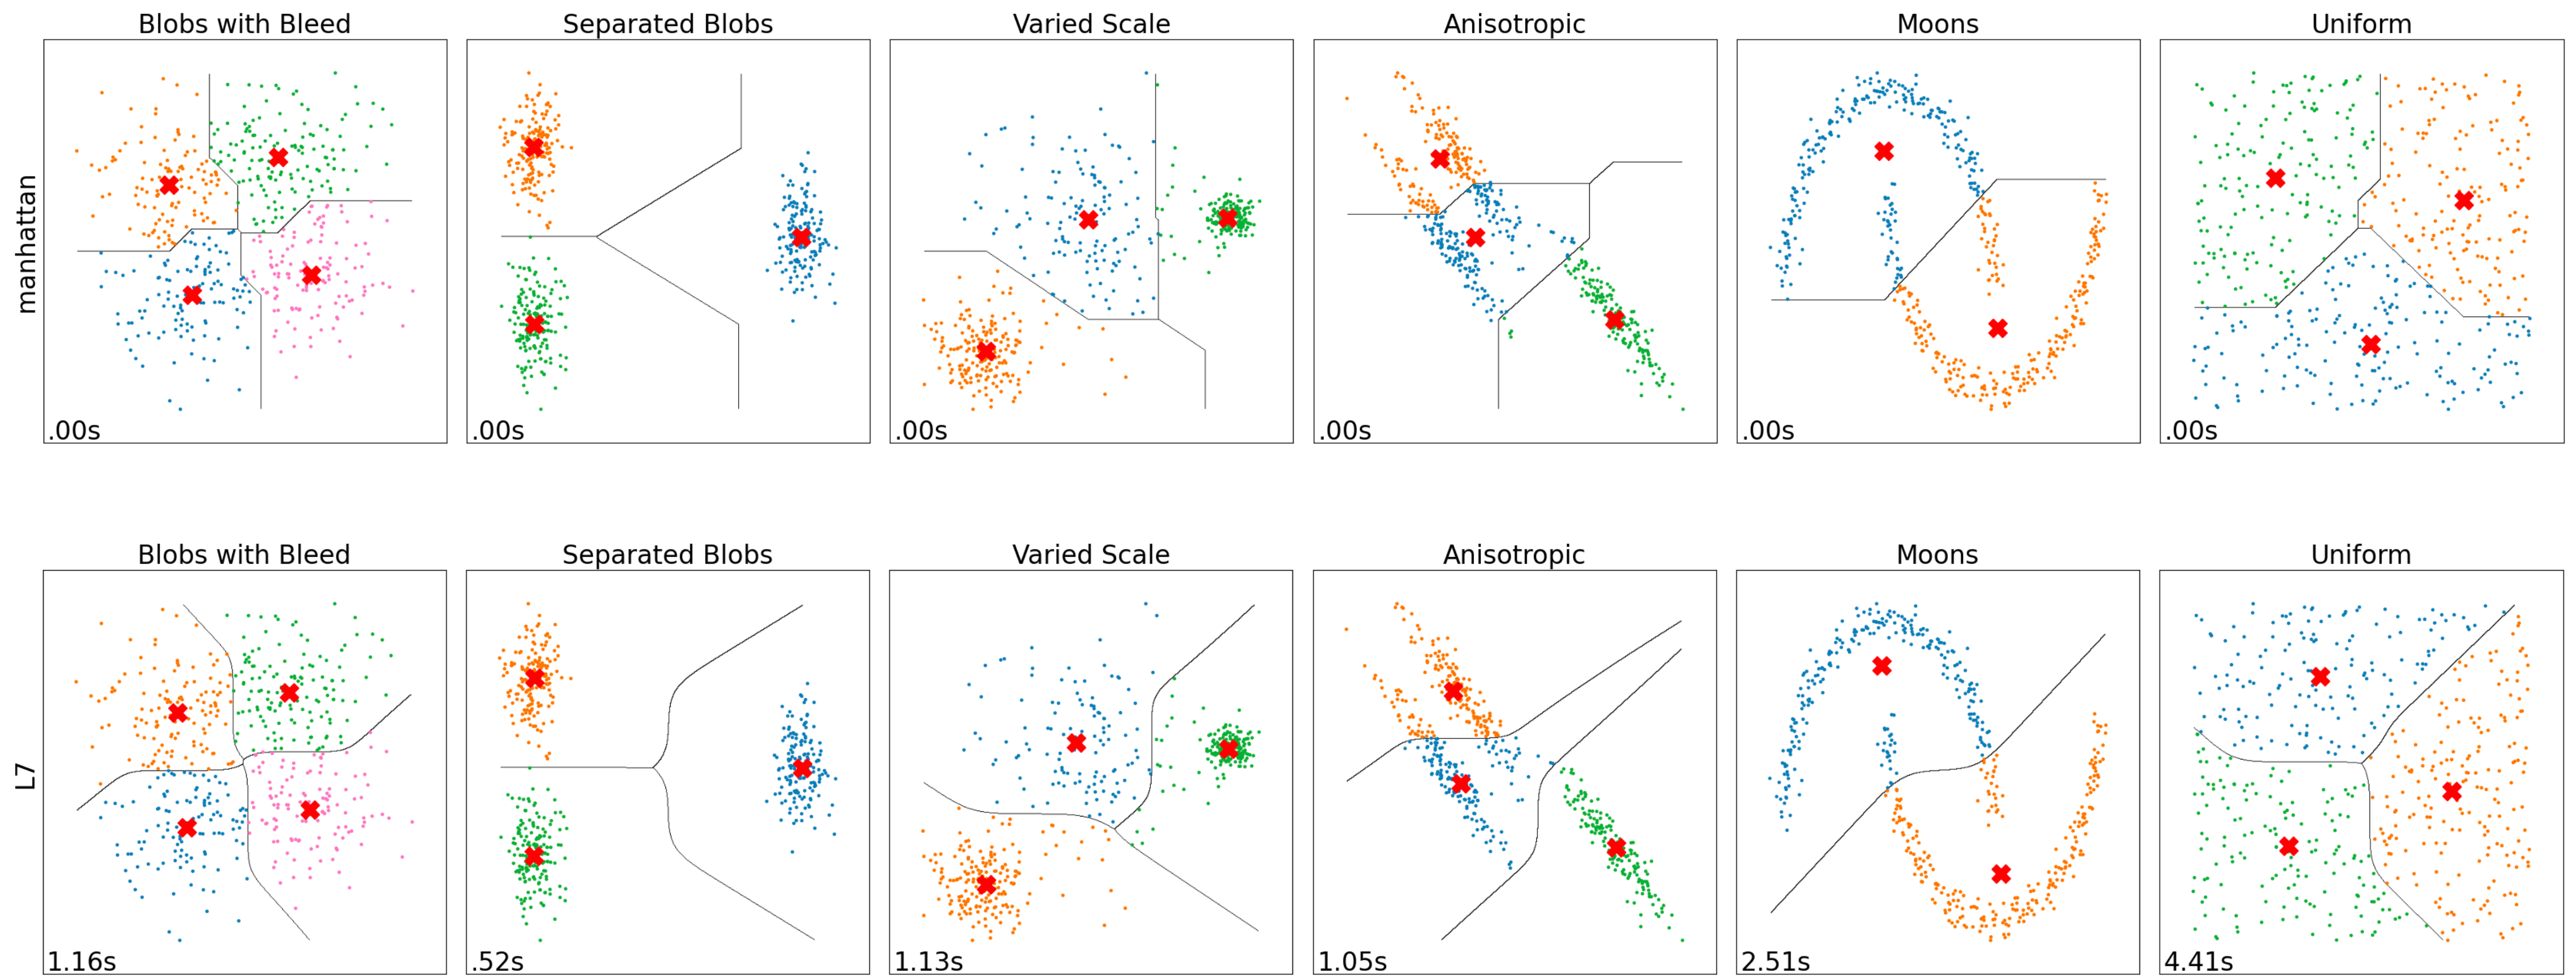 Blobs with Bleed
Separated Blobs
Varied Scale
Anisotropic
Moons
Uniform
manhattan
.00s
.00s
.00s
.00s
.00s
.00s
Blobs with Bleed
Separated Blobs
Varied Scale
Anisotropic
Moons
Uniform
L7
1.16s
.52s
1.13s
1.05s
2.51s
4.41s